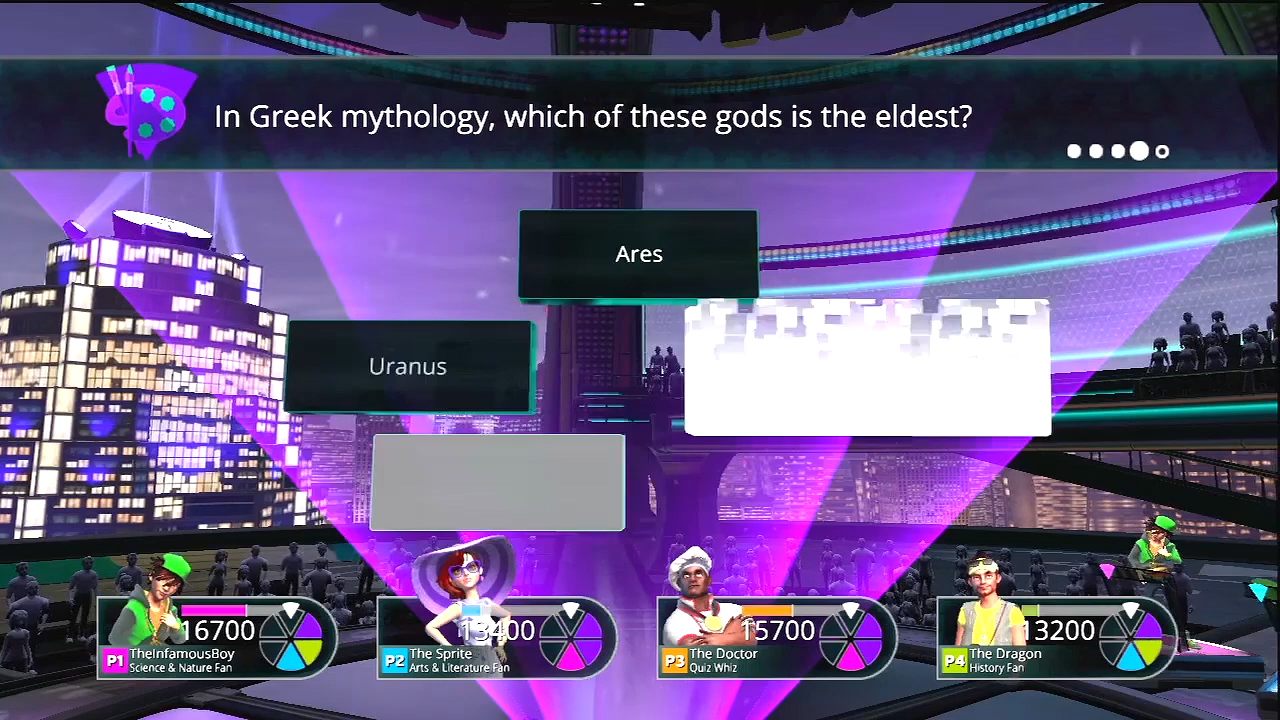 In Greek mythology, which of these gods is the eldest?
Ares
Uranus
16700
P1 TheInfamousBoy
Science & Nature Fan
13400
P2 The Sprite
Arts & Literature Fan
15700
P3 The Doctor
Quiz Whiz
13200
P4 The Dragon
History Fan